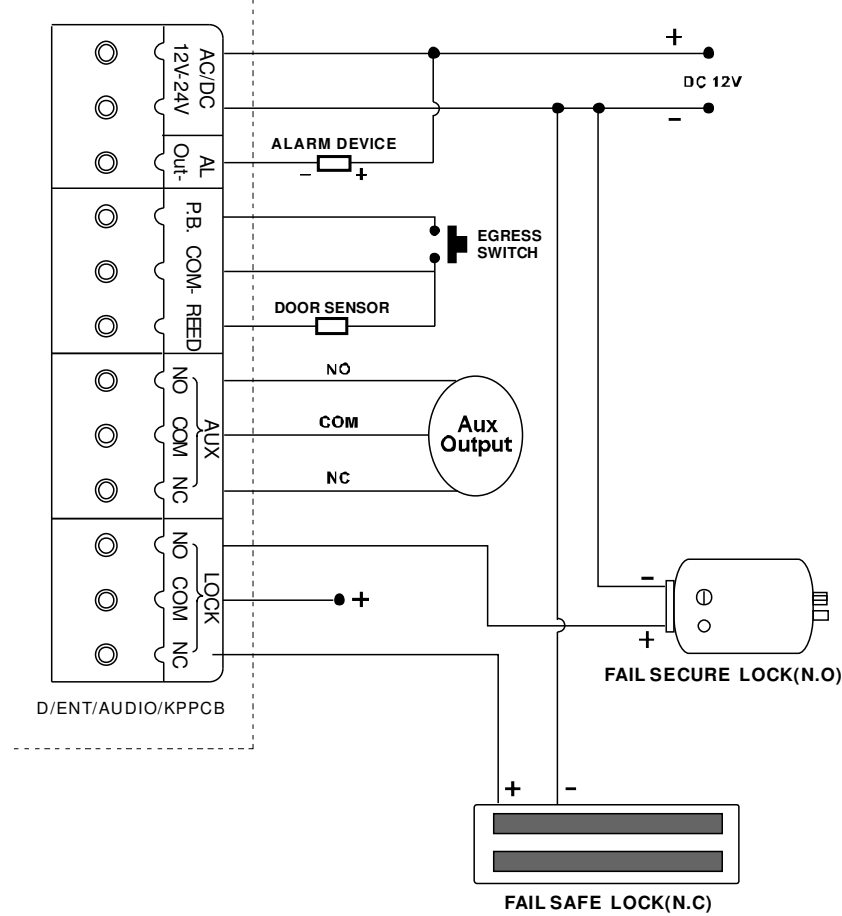 AC/DC
12V-24V
+
DC 12V
-
AL
Out-
ALARM DEVICE
- +
P.B.
EGRESS
SWITCH
COM-
REED
DOOR SENSOR
NO
COM
NC
AUX
NO
COM
NC
Aux
Output
NO
COM
NC
LOCK
+
-
+
FAIL SECURE LOCK(N.O)
D/ENT/AUDIO/KPPCB
+ -
FAIL SAFE LOCK(N.C)